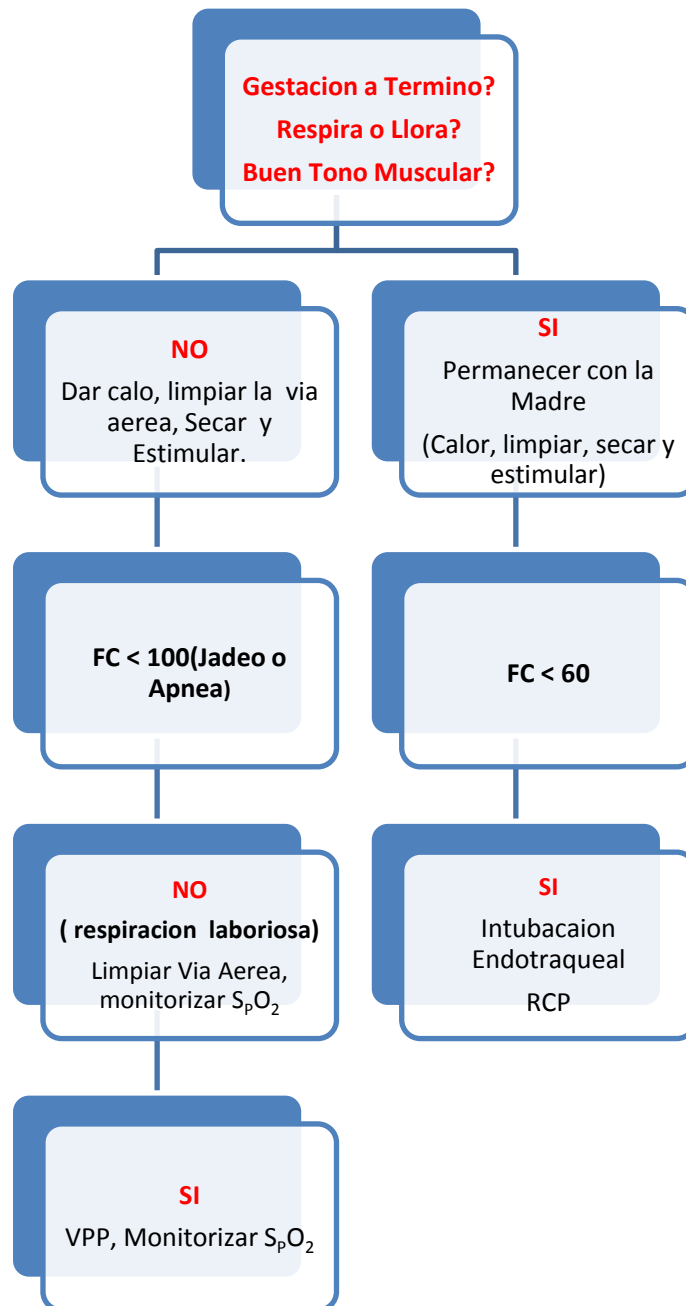 Gestacion a Termino?
Respira o Llora?
Buen Tono Muscular?
NO
Dar calo, limpiar la via
aerea, Secar y
Estimular.
SI
Permanecer con la
Madre
(Calor, limpiar, secar y
estimular)
FC < 100(Jadeo o
Apnea)
FC < 60
NO
( respiracion laboriosa)
Limpiar Via Aerea,
monitorizar SPO2
SI
Intubacaion
Endotraqueal
RCP
SI
VPP, Monitorizar SPO2